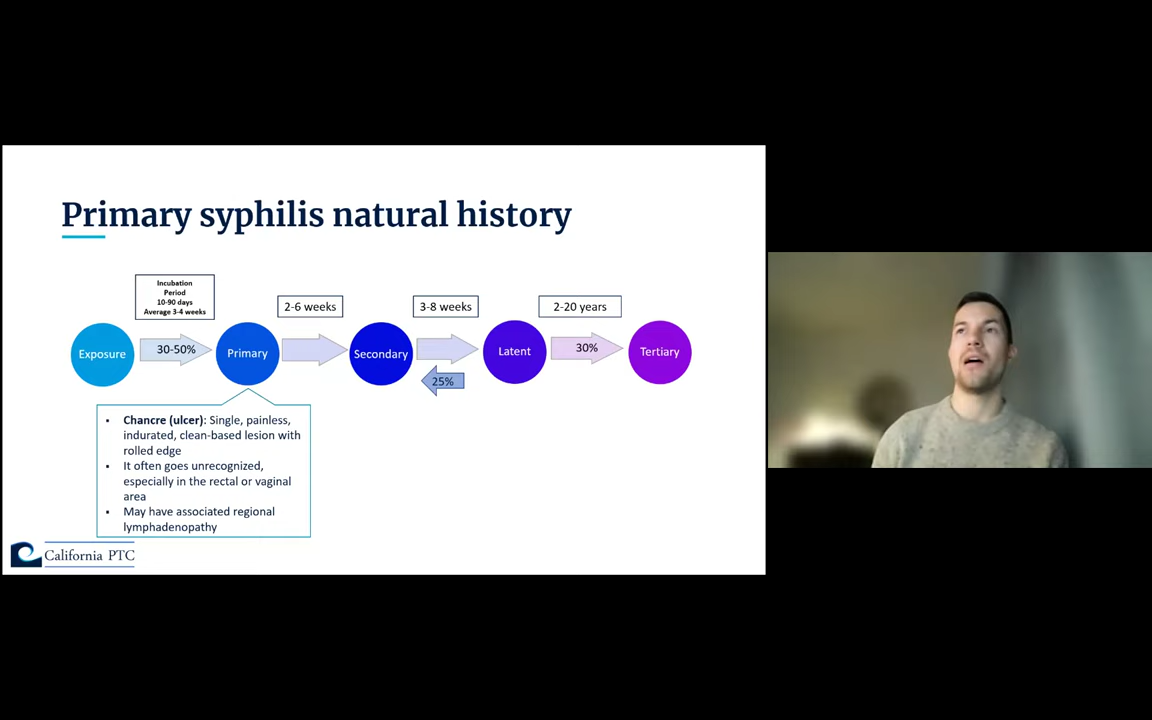 Primary syphilis natural history
Incubation
Period
10-90 days
Average 3-4 weeks
2-6 weeks
3-8 weeks
2-20 years
Exposure
30-50%
Primary
Secondary
Latent
30%
Tertiary
25%
▪ Chancre (ulcer): Single, painless,
indurated, clean-based lesion with
rolled edge
▪ It often goes unrecognized,
especially in the rectal or vaginal
area
▪ May have associated regional
lymphadenopathy
California PTC